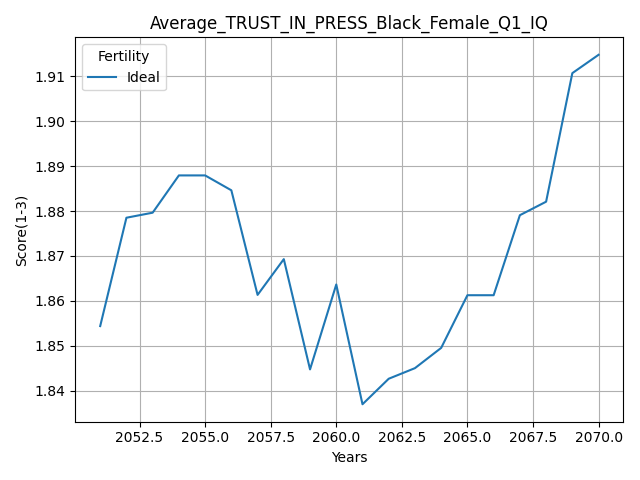 Average_TRUST_IN_PRESS_Black_Female_Q1_IQ
Fertility
Ideal
Score(1-3)
1.91
1.90
1.89
1.88
1.87
1.86
1.85
1.84
2052.5 2055.0 2057.5 2060.0 2062.5 2065.0 2067.5 2070.0
Years